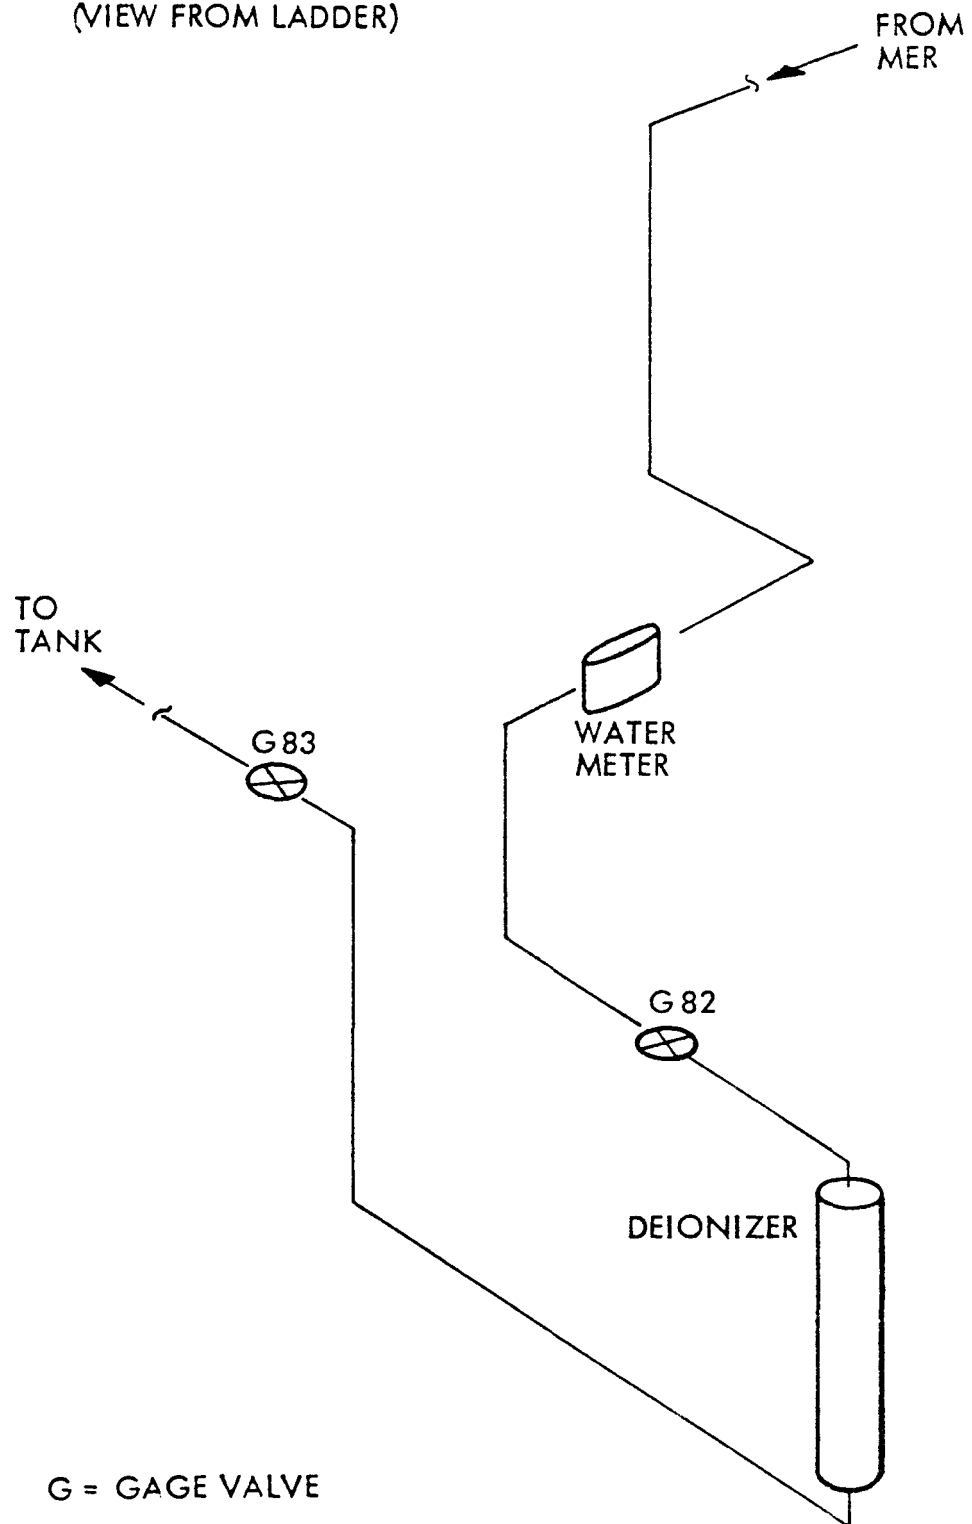 (VIEW FROM LADDER)
FROM
MER
TO
TANK
G83
WATER
METER
G82
DEIONIZER
G = GAGE VALVE